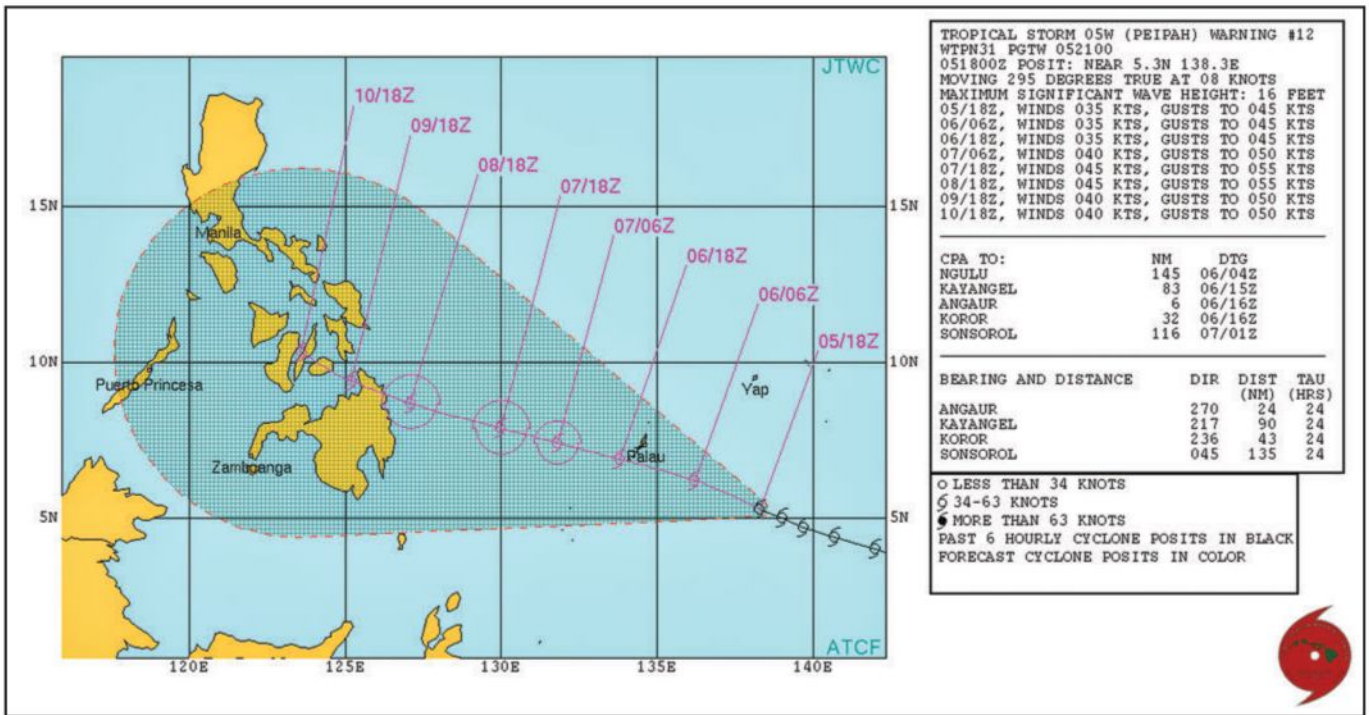 JTWC
10/18Z
09/18Z
08/18Z
07/18Z
07/06Z
06/18Z
06/06Z
05/18Z
15N
15N
Manila
10N
10N
Yap
Puerto Princesa
Palau
Zamboanga
5N
5N
ATCF
120E 125E 130E 135E 140E
TROPICAL STORM 05W (PEIPAH) WARNING #12
WTPN31 PGTW 052100
051800Z POSIT: NEAR 5.3N 138.3E
MOVING 295 DEGREES TRUE AT 08 KNOTS
MAXIMUM SIGNIFICANT WAVE HEIGHT: 16 FEET
05/18Z, WINDS 035 KTS, GUSTS TO 045 KTS
06/06Z, WINDS 035 KTS, GUSTS TO 045 KTS
06/18Z, WINDS 035 KTS, GUSTS TO 045 KTS
07/06Z, WINDS 040 KTS, GUSTS TO 050 KTS
07/18Z, WINDS 045 KTS, GUSTS TO 055 KTS
08/18Z, WINDS 045 KTS, GUSTS TO 055 KTS
09/18Z, WINDS 040 KTS, GUSTS TO 050 KTS
10/18Z, WINDS 040 KTS, GUSTS TO 050 KTS
CPA TO: NM DTG
NGULU 145 06/04Z
KAYANGEL 83 06/15Z
ANGAUR 6 06/16Z
KOROR 32 06/16Z
SONSOROL 116 07/01Z
BEARING AND DISTANCE DIR DIST TAU
(NM) (HRS)
ANGAUR 270 24 24
KAYANGEL 217 90 24
KOROR 236 43 24
SONSOROL 045 135 24
LESS THAN 34 KNOTS
34-63 KNOTS
MORE THAN 63 KNOTS
PAST 6 HOURLY CYCLONE POSITS IN BLACK
FORECAST CYCLONE POSITS IN COLOR